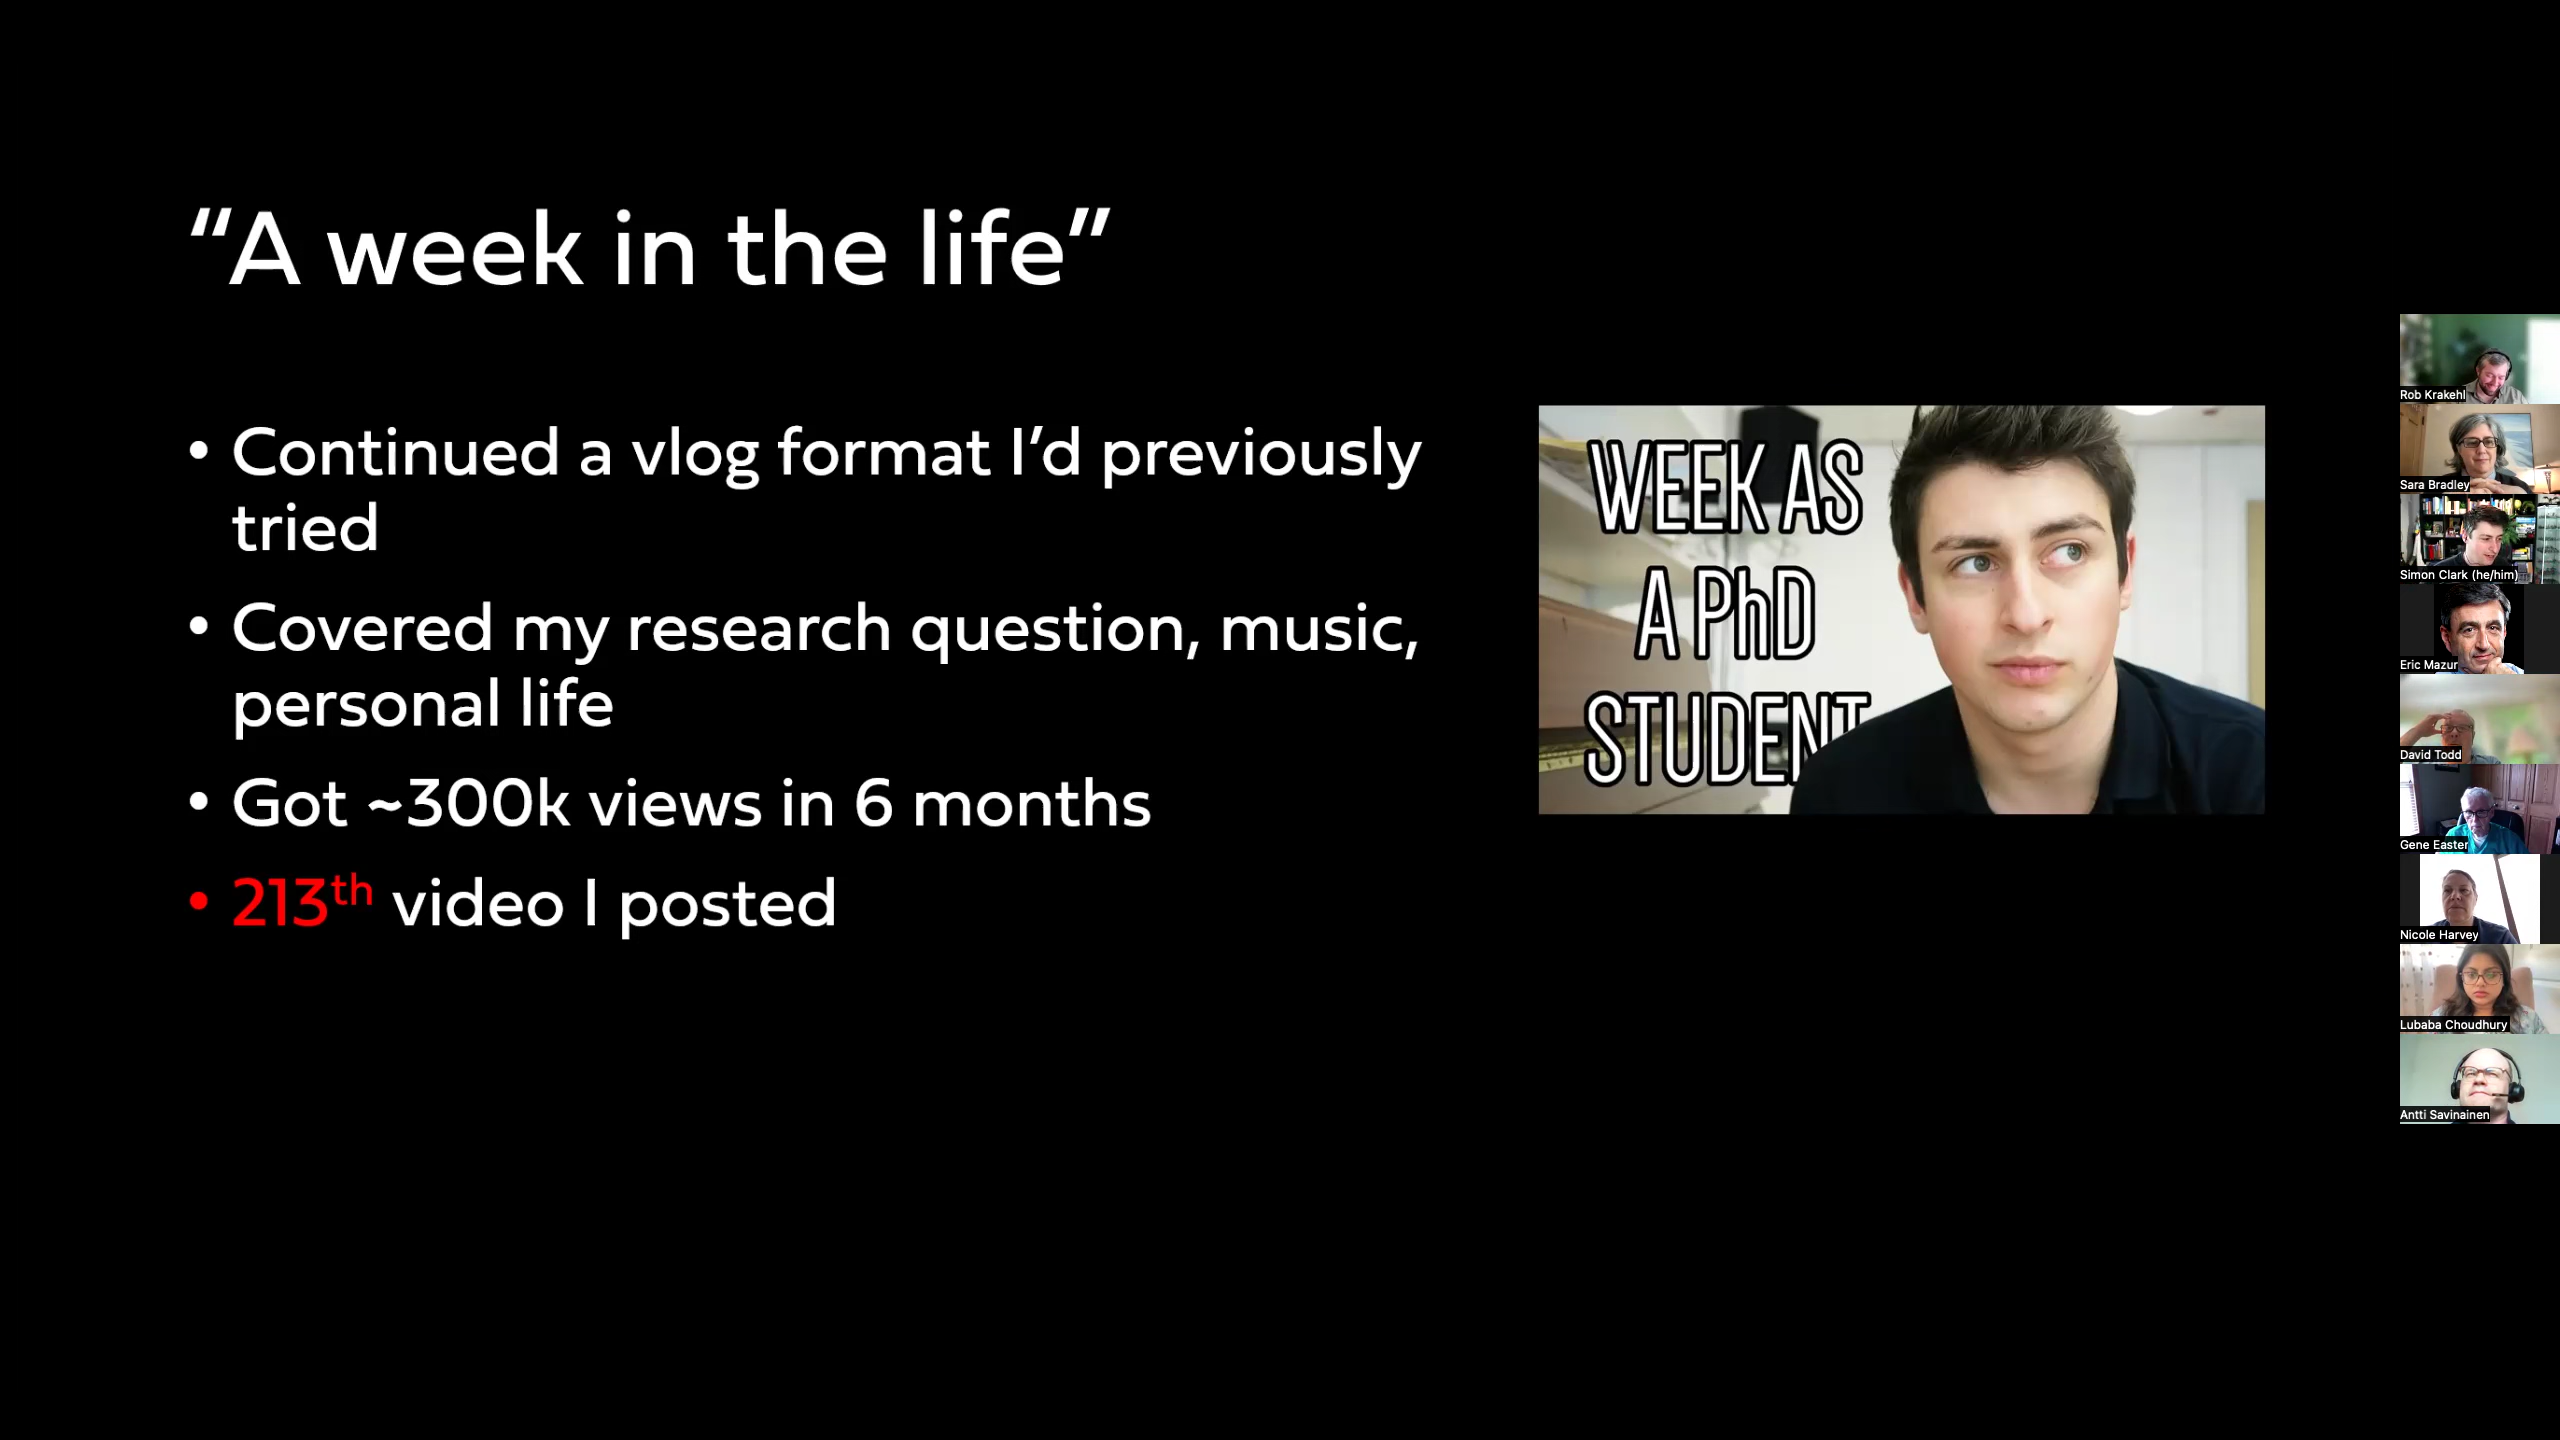 “A week in the life”
• Continued a vlog format I’d previously
tried
• Covered my research question, music,
personal life
• Got ~300k views in 6 months
• 213th video I posted
WEEK AS
A PhD
STUDENT
Rob Krakehl
Sara Bradley
Simon Clark (he/him)
Eric Mazur
David Todd
Gene Easter
Nicole Harvey
Lubaba Choudhury
Antti Savinainen